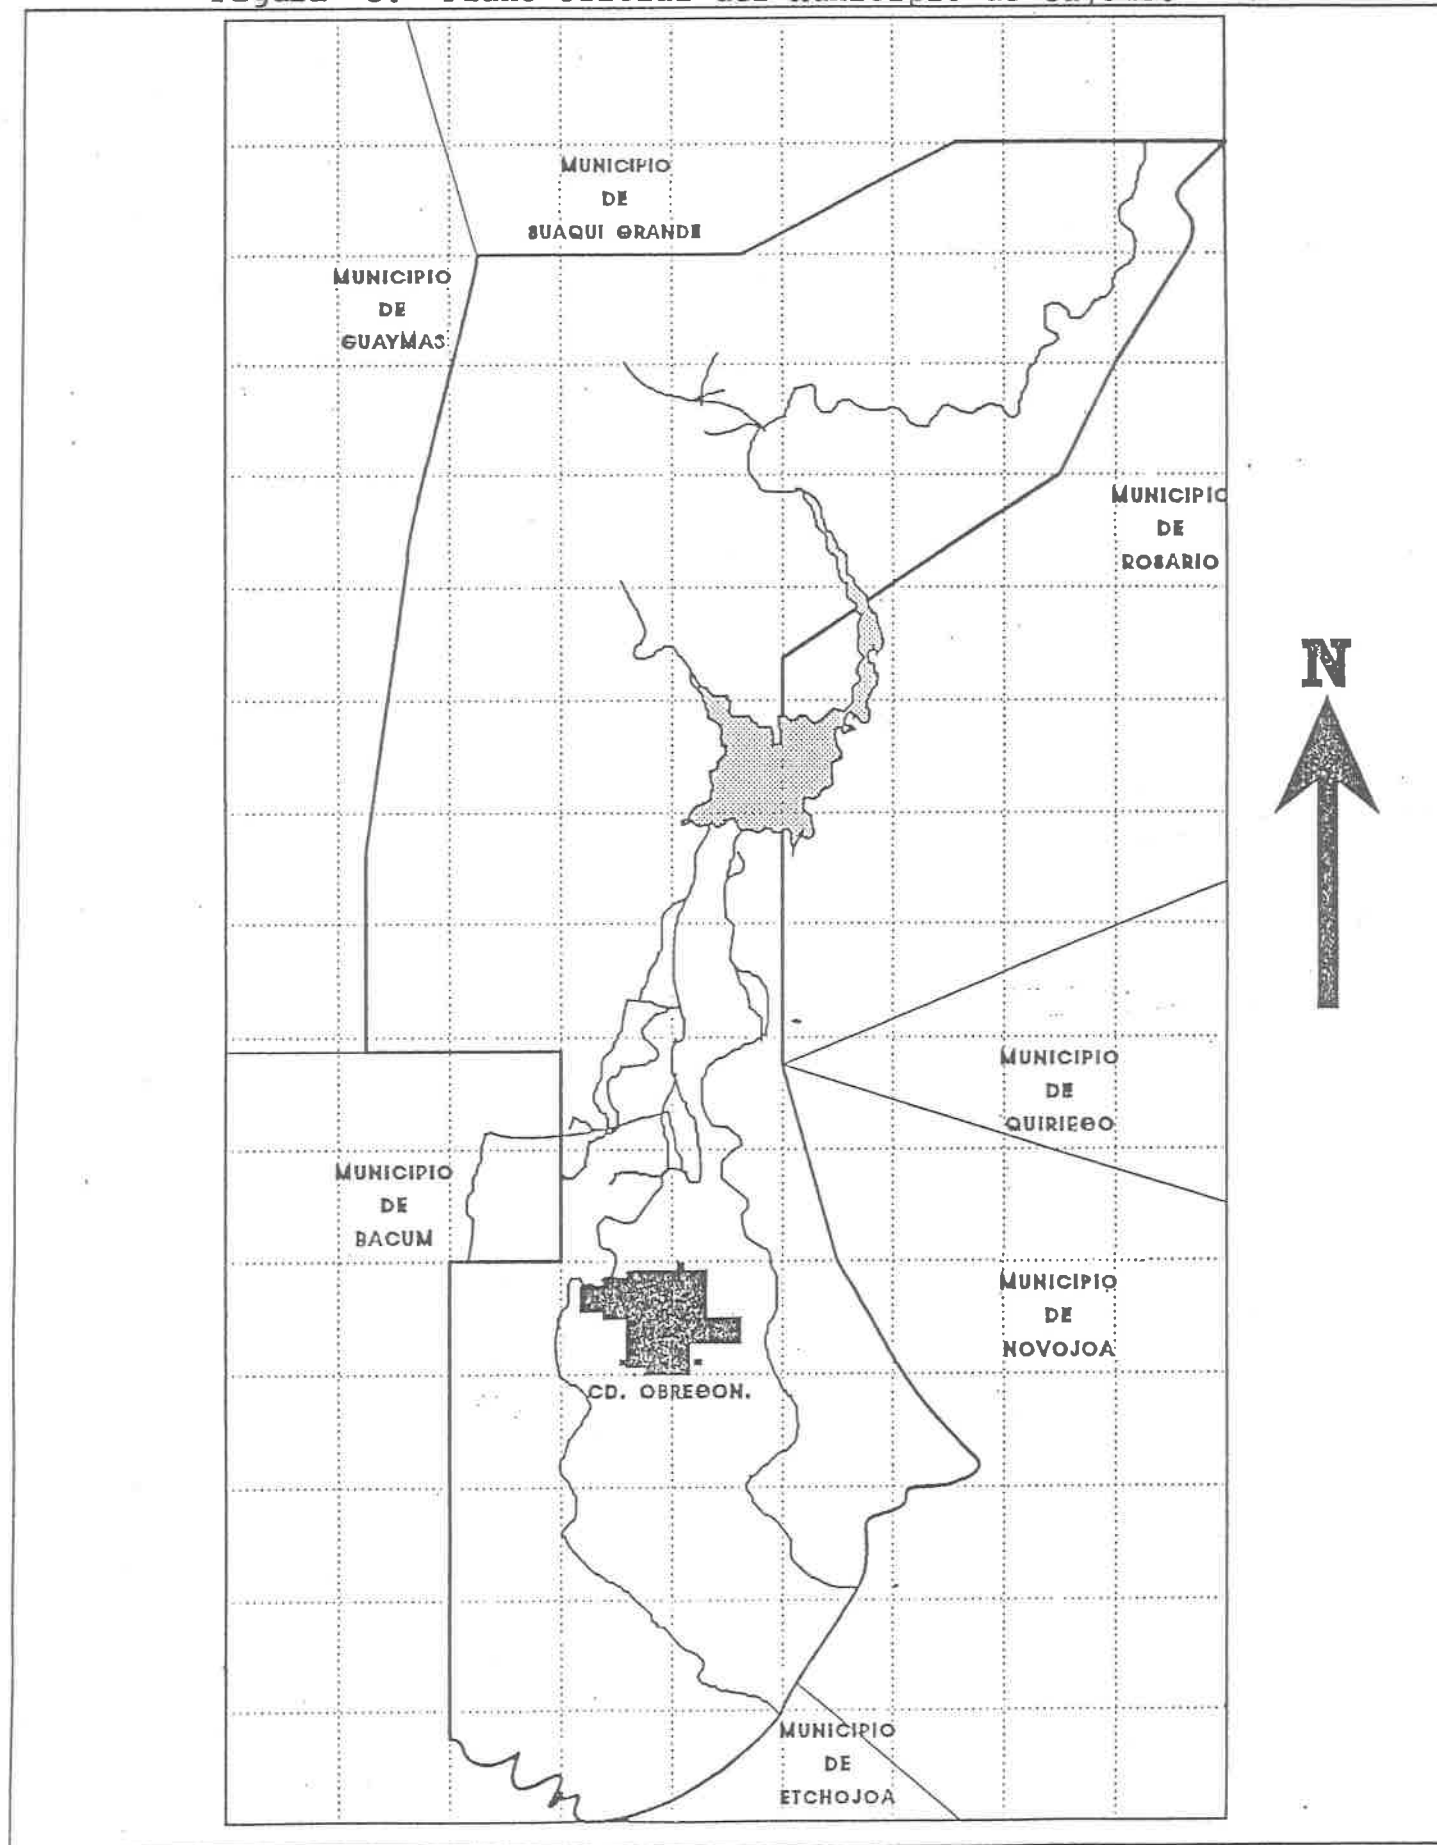 MUNICIPIO
DE
SUAQUI GRANDE
MUNICIPIO
DE
GUAYMAS
MUNICIPIO
DE
ROSARIO
N
MUNICIPIO
DE
QUIRIEGO
MUNICIPIO
DE
BACUM
MUNICIPIO
DE
NOVOJOA
CD. OBREGON.
MUNICIPIO
DE
ETCHOJOA